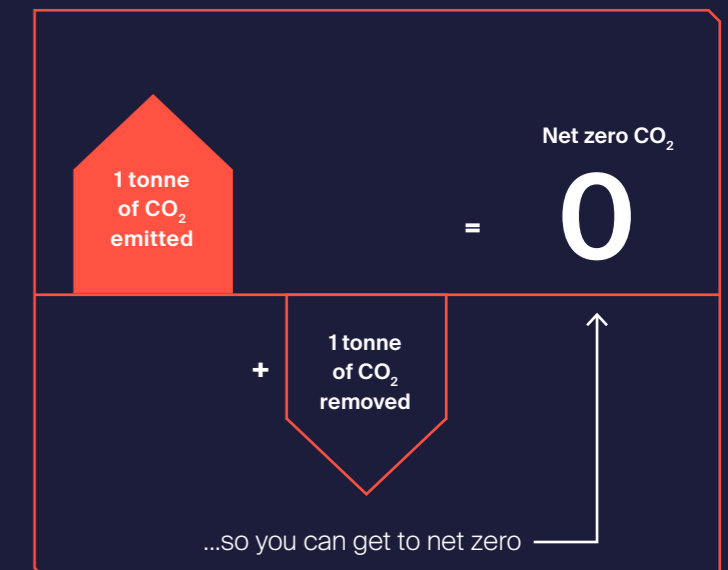 Net zero CO₂
1 tonne
of CO₂
emitted
=
0
+
1 tonne
of CO₂
removed
...so you can get to net zero